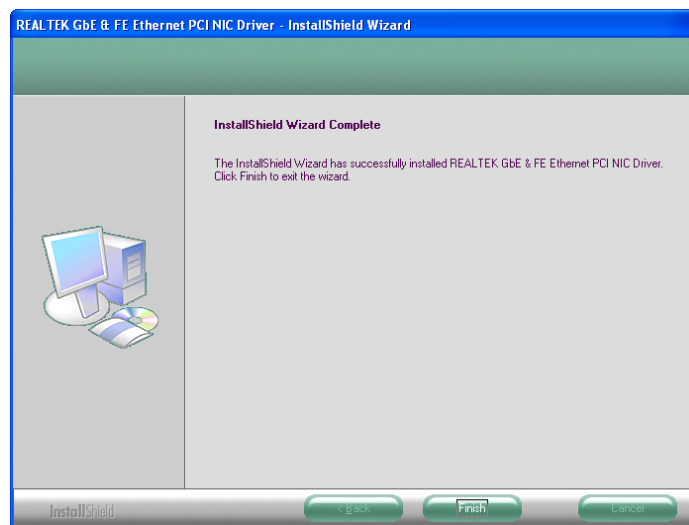 REALTEK GbE & FE Ethernet PCI NIC Driver - InstallShield Wizard
InstallShield Wizard Complete
The InstallShield Wizard has successfully installed REALTEK GbE & FE Ethernet PCI NIC Driver.
Click Finish to exit the wizard.
InstallShield
< Back
Finish
Cancel